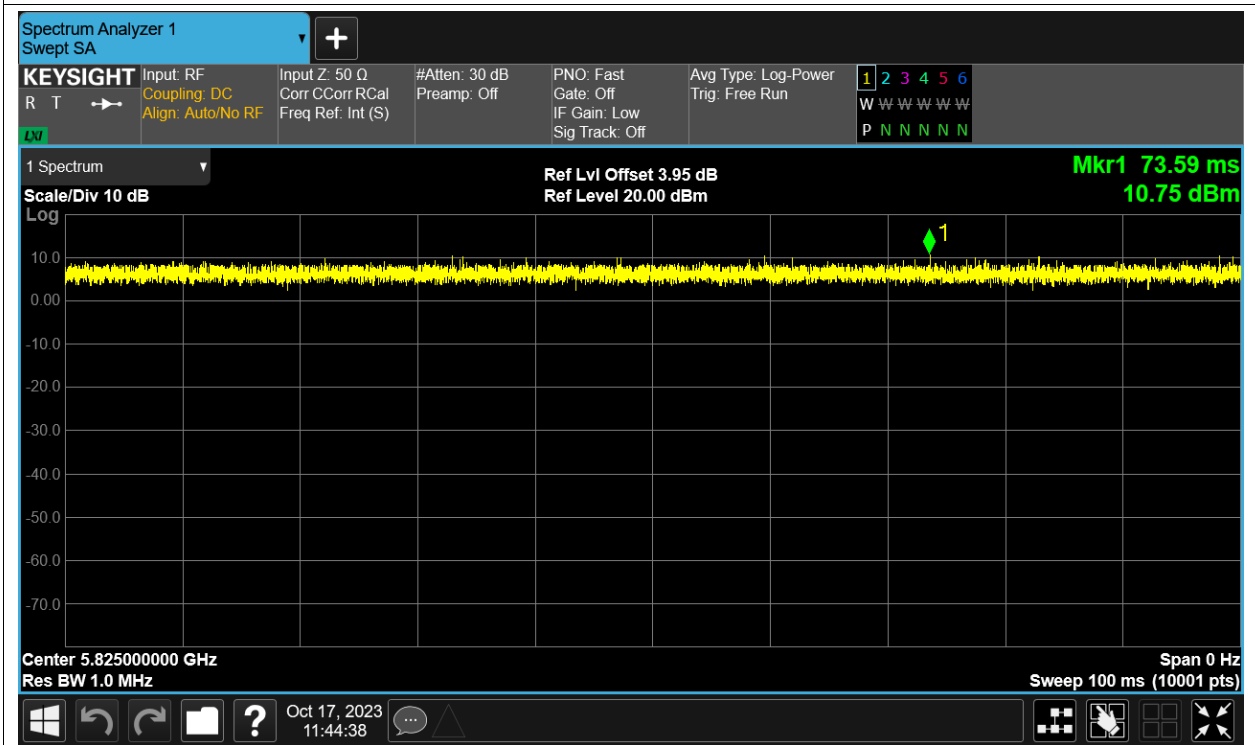 Spectrum Analyzer 1
Swept SA
KEYSIGHT
R T
LXI
Input: RF
Coupling: DC
Align: Auto/No RF
Input Z: 50 Ω
Corr CCorr RCal
Freq Ref: Int (S)
#Atten: 30 dB
Preamp: Off
PNO: Fast
Gate: Off
IF Gain: Low
Sig Track: Off
Avg Type: Log-Power
Trig: Free Run
1 2 3 4 5 6
W W W W W W
P N N N N N
1 Spectrum
Scale/Div 10 dB
Ref Lvl Offset 3.95 dB
Ref Level 20.00 dBm
Mkr1 73.59 ms
10.75 dBm
Log
1
10.0
0.00
-10.0
-20.0
-30.0
-40.0
-50.0
-60.0
-70.0
Center 5.825000000 GHz
Res BW 1.0 MHz
Span 0 Hz
Sweep 100 ms (10001 pts)
?
Oct 17, 2023
11:44:38